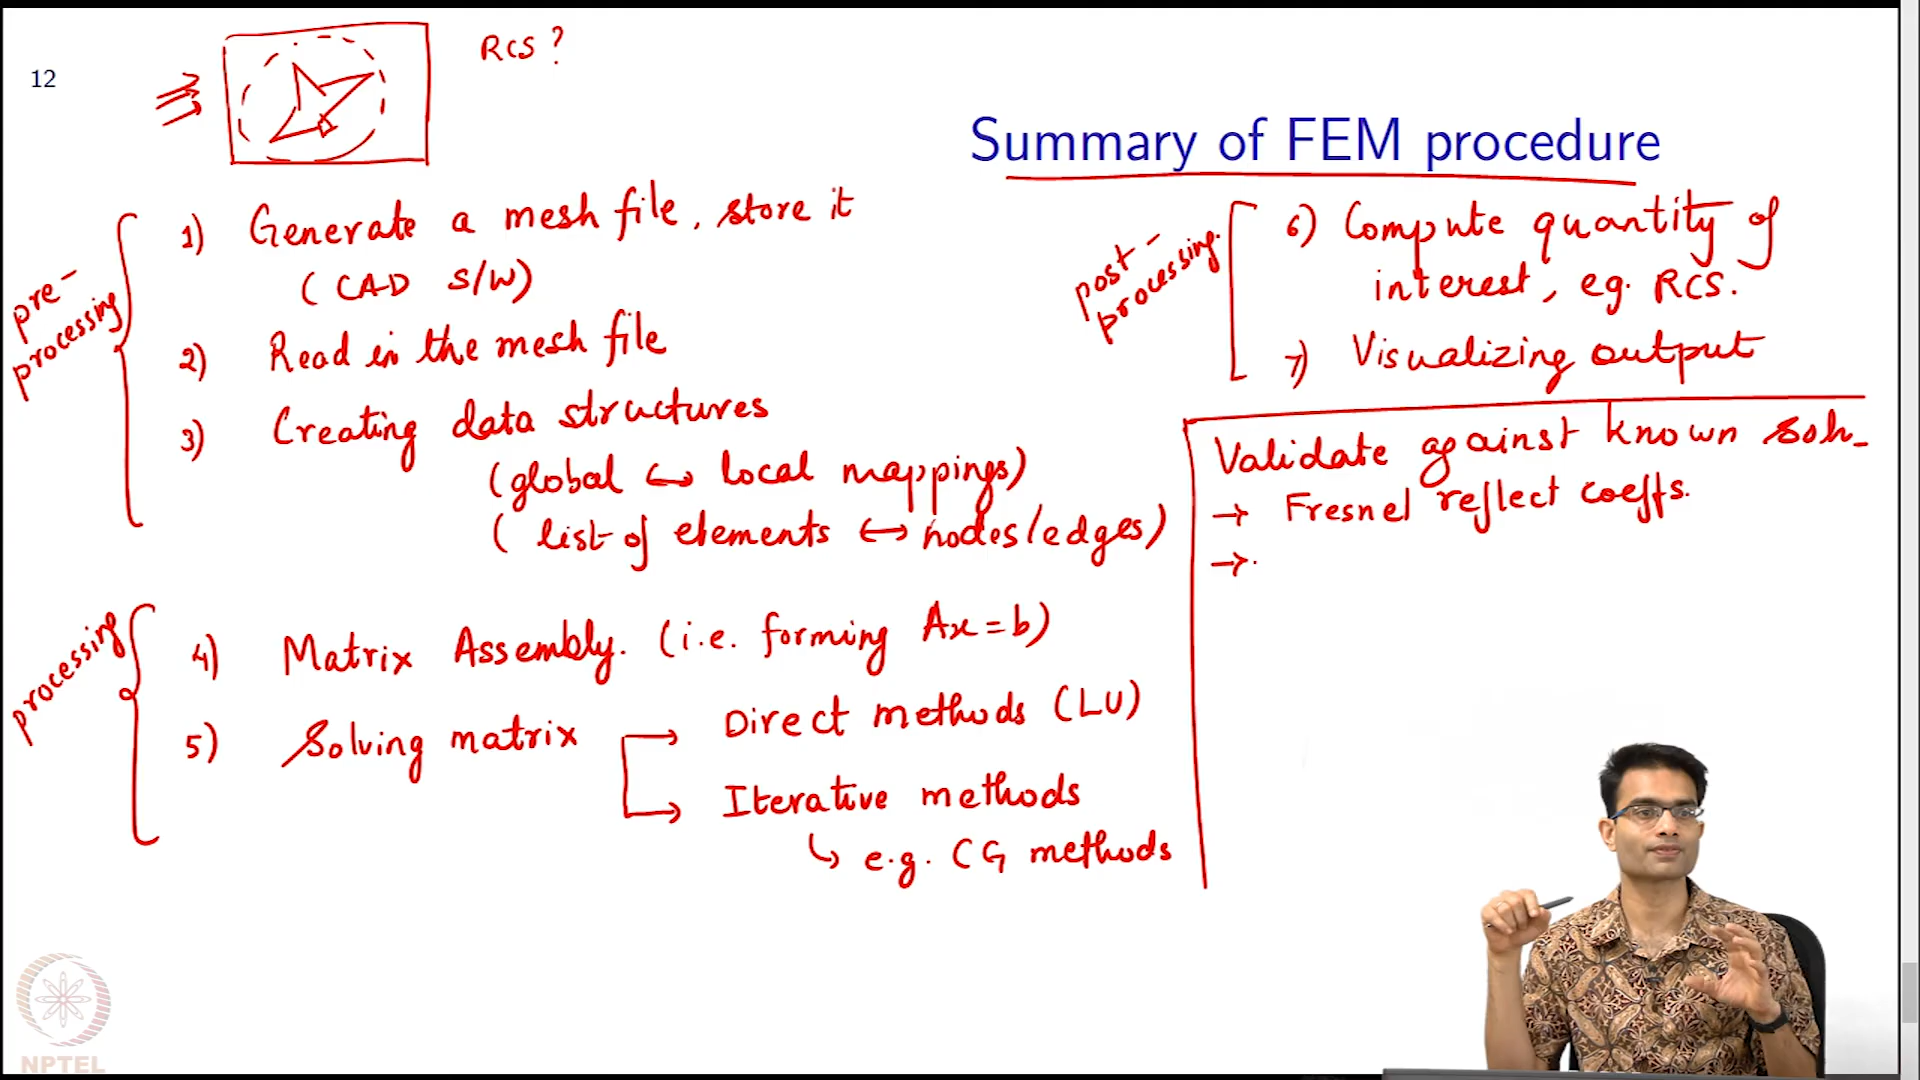 12
RCS ?
Summary of FEM procedure
pre-
processing
1) Generate a mesh file, store it
(CAD S/W)
2) Read in the mesh file
3) Creating data structures
(global ↔ local mappings)
( list of elements ↔ nodes/edges)
processing
4) Matrix Assembly. (i.e. forming Ax=b)
5) Solving matrix
→ Direct methods (LU)
→ Iterative methods
↳ e.g. CG methods
post-
processing.
6) Compute quantity of
interest, eg. RCS.
7) Visualizing output
Validate against known soln.
→ Fresnel reflect coeffs.
→.
NPTEL